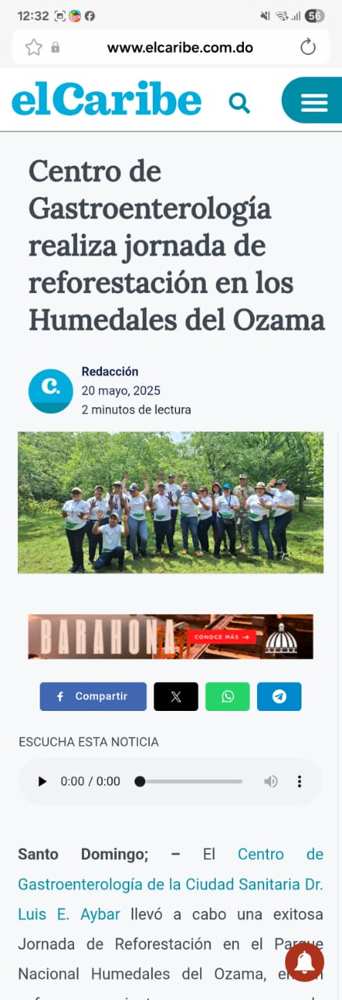 12:32
56
www.elcaribe.com.do
elCaribe
Centro de
Gastroenterología
realiza jornada de
reforestación en los
Humedales del Ozama
C.
Redacción
20 mayo, 2025
2 minutos de lectura
BARAHONA
CONOCE MÁS →
Compartir
ESCUCHA ESTA NOTICIA
0:00 / 0:00
Santo Domingo; – El Centro de
Gastroenterología de la Ciudad Sanitaria Dr.
Luis E. Aybar llevó a cabo una exitosa
Jornada de Reforestación en el Parque
Nacional Humedales del Ozama,